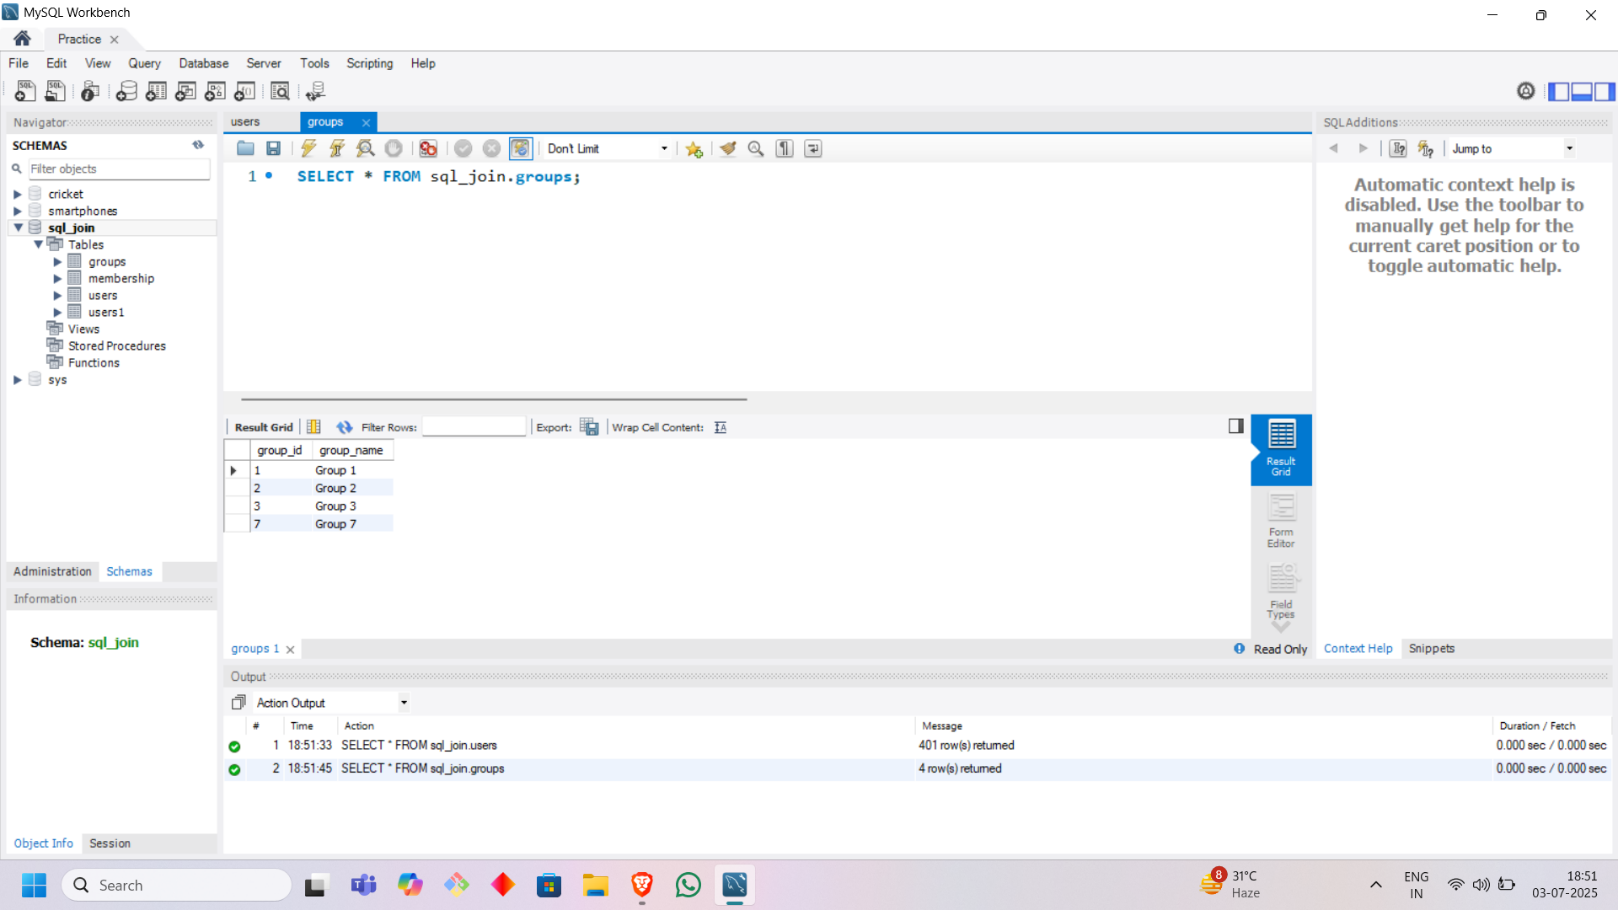 MySQL Workbench
Practice
File Edit View Query Database Server Tools Scripting Help
Navigator
SCHEMAS
Filter objects
cricket
smartphones
sql_join
Tables
groups
membership
users
users1
Views
Stored Procedures
Functions
sys
Administration Schemas
Information
Schema: sql_join
Object Info Session
users groups
Don't Limit
1 SELECT * FROM sql_join.groups;
Result Grid Filter Rows: Export: Wrap Cell Content:
group_id group_name
1 Group 1
2 Group 2
3 Group 3
7 Group 7
Result
Grid
Form
Editor
Field
Types
groups 1
Read Only
SQLAdditions
Jump to
Automatic context help is
disabled. Use the toolbar to
manually get help for the
current caret position or to
toggle automatic help.
Context Help Snippets
Output
Action Output
# Time Action Message Duration / Fetch
1 18:51:33 SELECT * FROM sql_join.users 401 row(s) returned 0.000 sec / 0.000 sec
2 18:51:45 SELECT * FROM sql_join.groups 4 row(s) returned 0.000 sec / 0.000 sec
Search
8
31°C
Haze
ENG
IN
18:51
03-07-2025